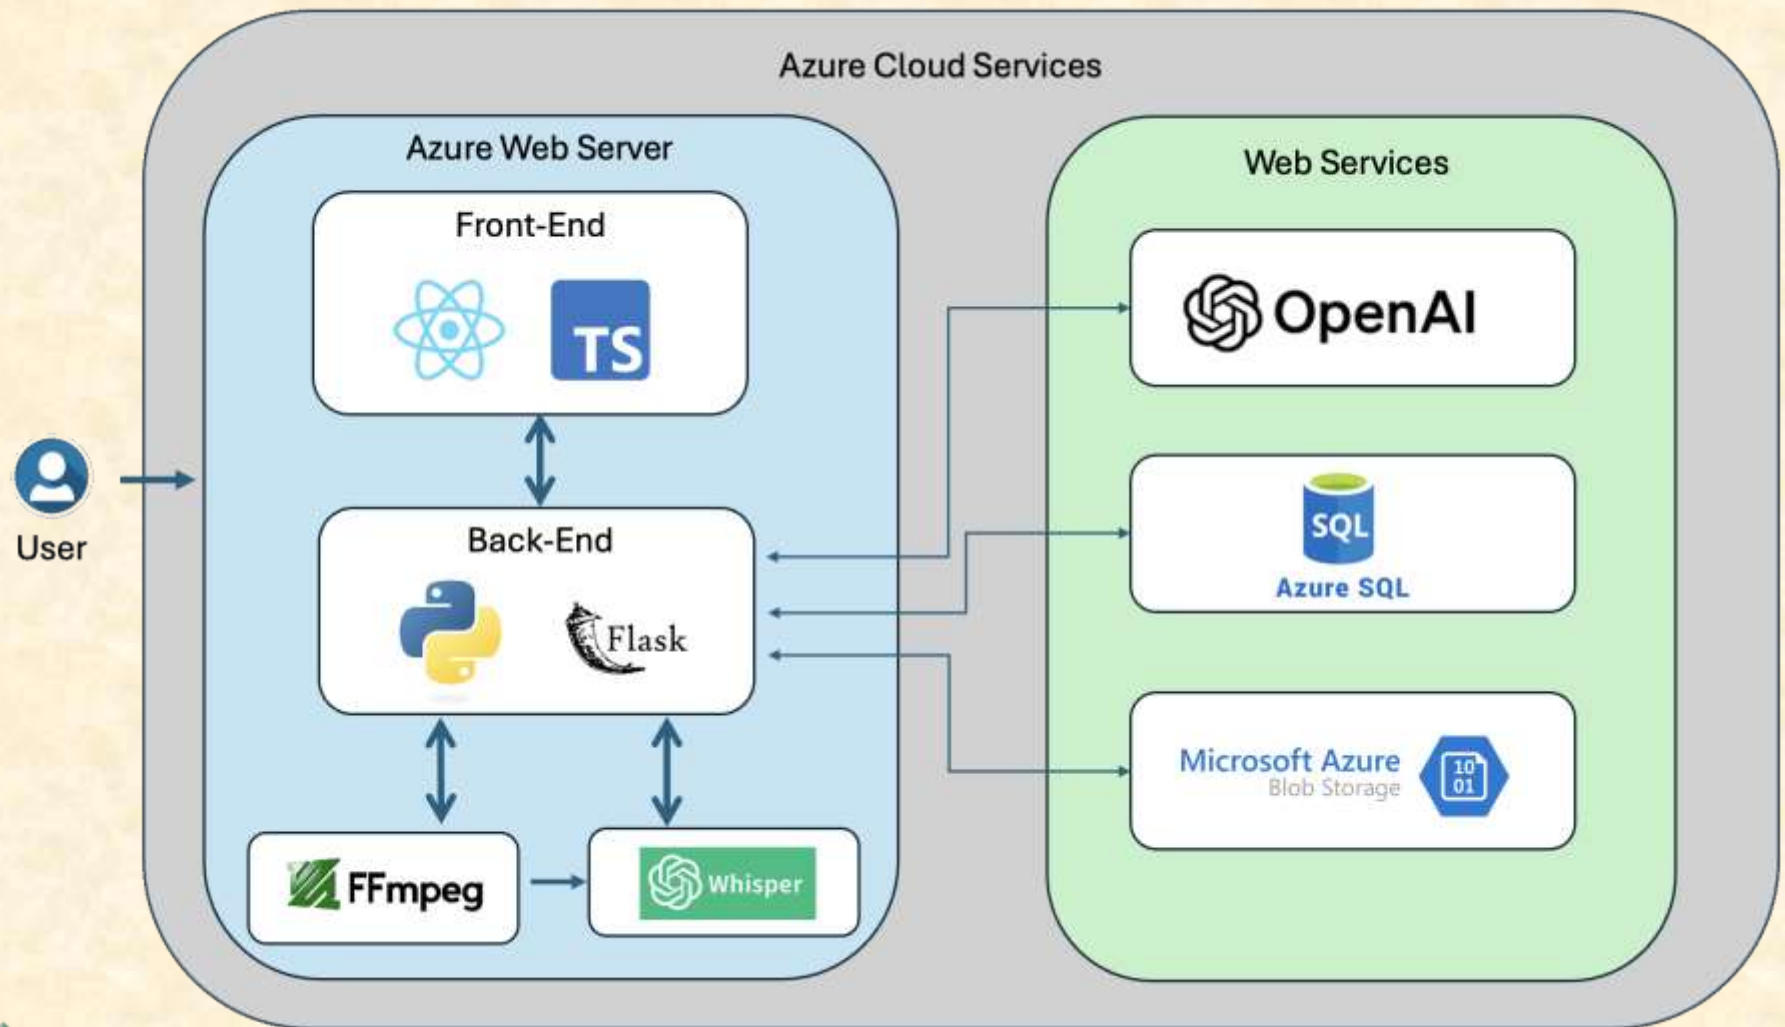 Azure Cloud Services
Azure Web Server
Front-End
TS
User
Back-End
Flask
FFmpeg
Whisper
Web Services
OpenAI
SQL
Azure SQL
Microsoft Azure
Blob Storage
10
01